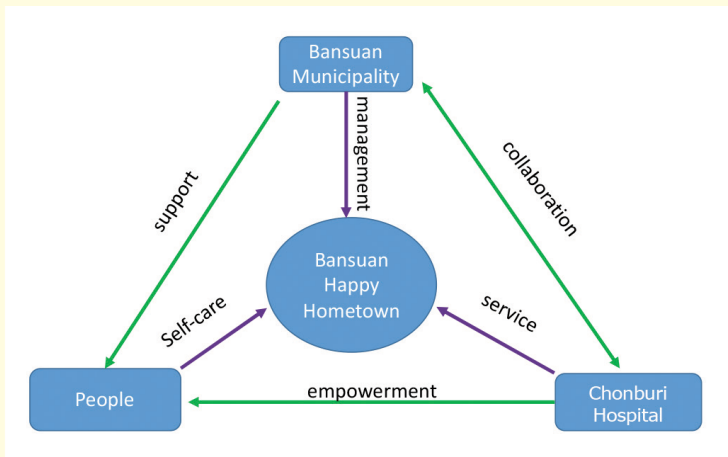 Bansuan
Municipality
management
support
collaboration
Bansuan
Happy
Hometown
Self-care
service
People
empowerment
Chonburi
Hospital